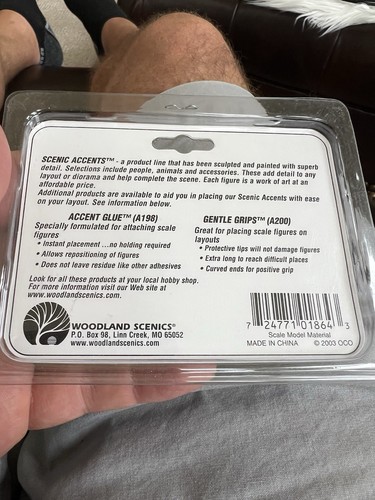 SCENIC ACCENTS™ - a product line that has been sculpted and painted with superb
detail. Selections include people, animals and accessories. These add detail to any
layout or diorama and help complete the scene. Each figure is a work of art at an
affordable price.
Additional products are available to aid you in placing our Scenic Accents with ease
on your layout. See information below.
ACCENT GLUE™ (A198)
Specially formulated for attaching scale
figures
• Instant placement ...no holding required
• Allows repositioning of figures
• Does not leave residue like other adhesives
GENTLE GRIPS™ (A200)
Great for placing scale figures on
layouts
• Protective tips will not damage figures
• Extra long to reach difficult places
• Curved ends for positive grip
Look for all these products at your local hobby shop.
For more information visit our Web site at
www.woodlandscenics.com.
WOODLAND SCENICS®
P.O. Box 98, Linn Creek, MO 65052
www.woodlandscenics.com
7 24771 01864 3
Scale Model Material
MADE IN CHINA © 2003 OCO